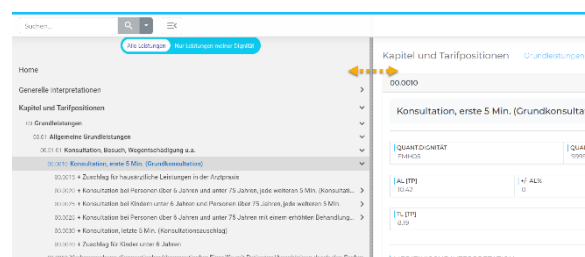 Suchen...
Alle Leistungen Nur Leistungen meiner Dignität
Home
Generelle Interpretationen
Kapitel und Tarifpositionen
00 Grundleistungen
00.01 Allgemeine Grundleistungen
00.01.01 Konsultation, Besuch, Wegentschädigung u.a.
00.0010 Konsultation, erste 5 Min. (Grundkonsultation)
00.0015 + Zuschlag für hausärztliche Leistungen in der Arztpraxis
00.0020 + Konsultation bei Personen über 6 Jahren und unter 75 Jahren, jede weiteren 5 Min. (Konsultati...
00.0025 + Konsultation bei Kindern unter 6 Jahren und Personen über 75 Jahren, jede weiteren 5 Min.
00.0026 + Konsultation bei Personen über 6 Jahren und unter 75 Jahren mit einem erhöhten Behandlung...
00.0030 + Konsultation, letzte 5 Min. (Konsultationszuschlag)
00.0040 + Zuschlag für Kinder unter 6 Jahren
Kapitel und Tarifpositionen Grundleistungen
00.0010
Konsultation, erste 5 Min. (Grundkonsulta
QUANT.DIGNITÄT QUA
FMH05 9999
AL [TP] +/- AL%
10.42 0
TL [TP]
8.19